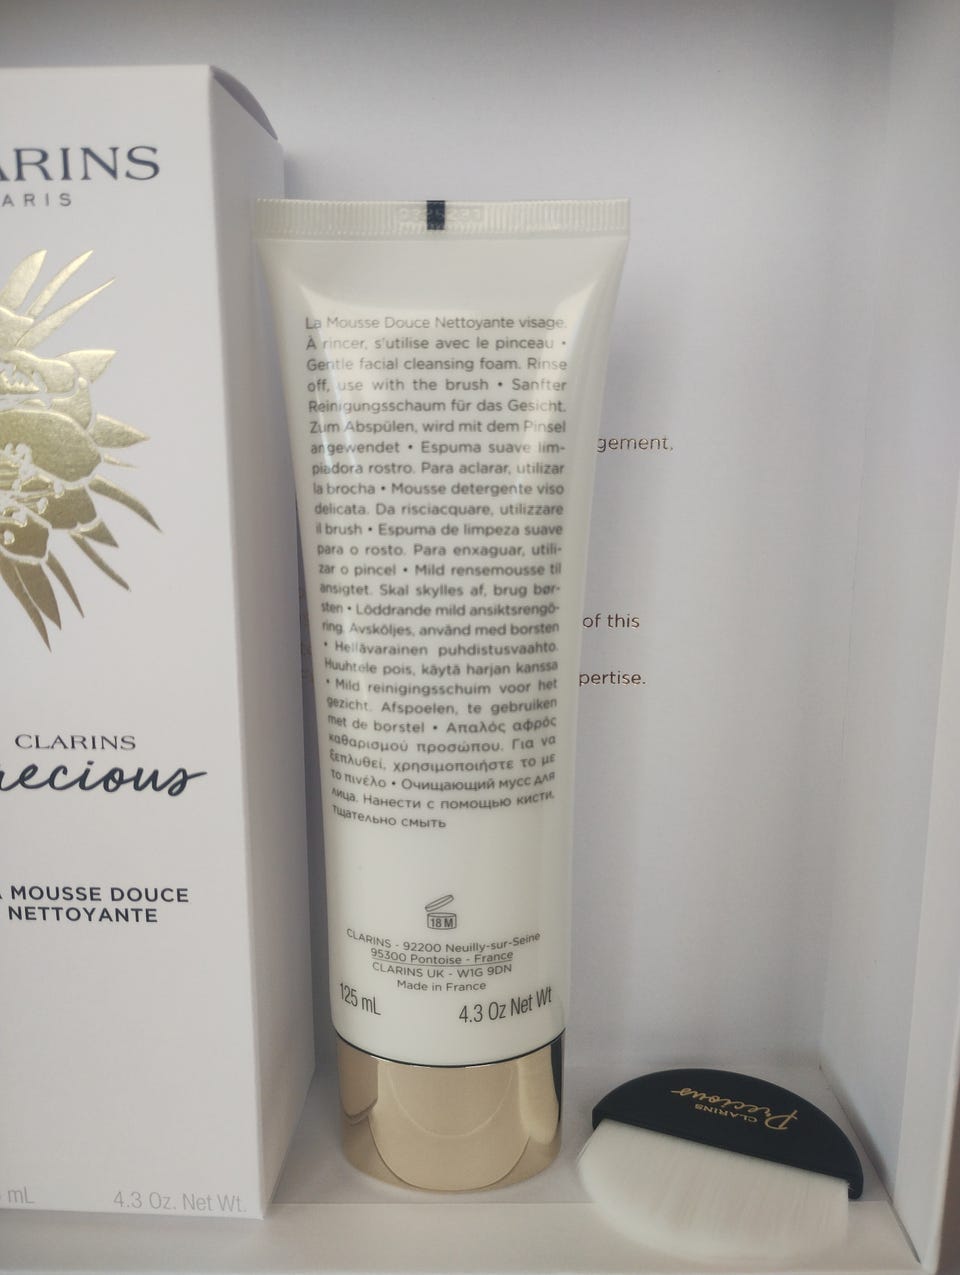 ARINS
ARIS
CLARINS
recious
MOUSSE DOUCE
NETTOYANTE
mL
4.3 Oz. Net Wt.
La Mousse Douce Nettoyante visage.
À rincer, s'utilise avec le pinceau •
Gentle facial cleansing foam. Rinse
off, use with the brush • Sanfter
Reinigungsschaum für das Gesicht.
Zum Abspülen, wird mit dem Pinsel
angewendet • Espuma suave lim-
piadora rostro. Para aclarar, utilizar
la brocha • Mousse detergente viso
delicata. Da risciacquare, utilizzare
il brush • Espuma de limpeza suave
para o rosto. Para enxaguar, utili-
zar o pincel • Mild rensemousse til
ansigtet. Skal skylles af, brug bør-
sten • Löddrande mild ansiktsrengö-
ring. Avsköljes, använd med borsten
• Hellävarainen puhdistusvaahto.
Huuhtele pois, käytä harjan kanssa
• Mild reinigingsschuim voor het
gezicht. Afspoelen, te gebruiken
met de borstel • Απαλός αφρός
καθαρισμού προσώπου. Για να
ξεπλυθεί, χρησιμοποιήστε το με
το πινέλο • Очищающий мусс для
лица. Нанести с помощью кисти,
тщательно смыть
18 M
CLARINS - 92200 Neuilly-sur-Seine
95300 Pontoise - France
CLARINS UK - W1G 9DN
Made in France
125 mL
4.3 Oz Net Wt
gement,
of this
pertise.
CLARINS
Precious